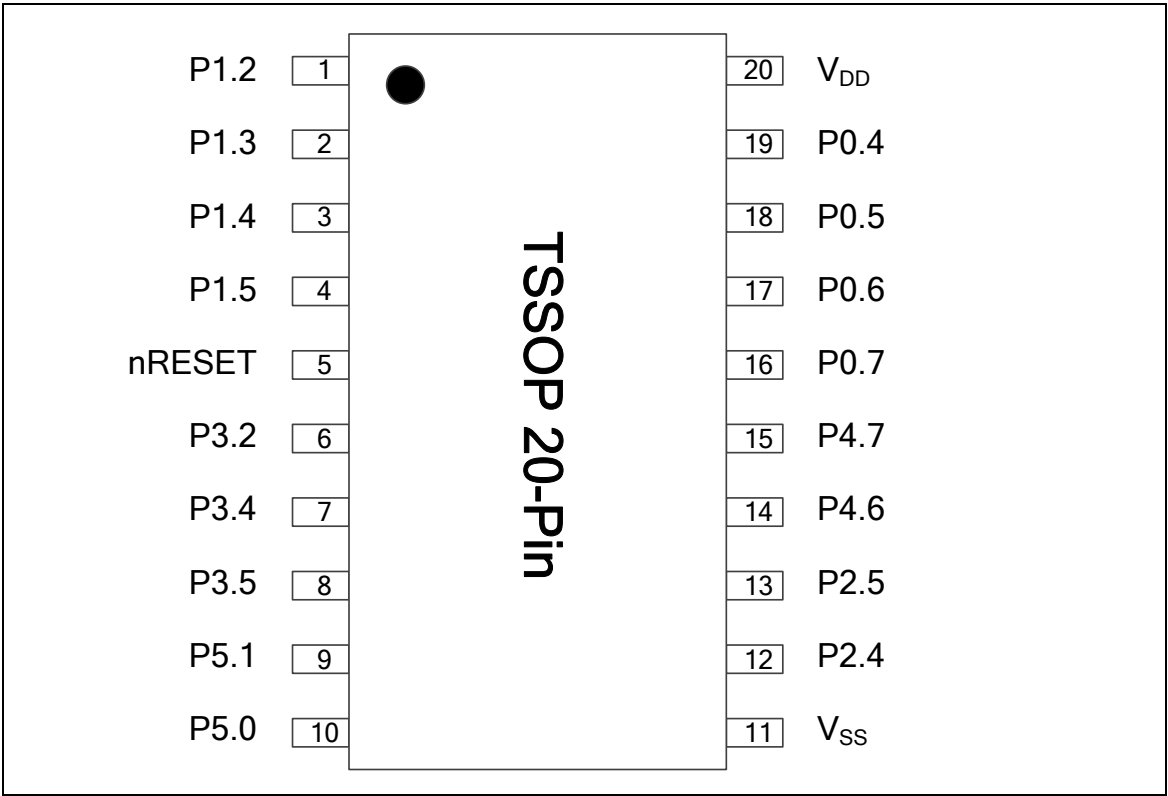 P1.2 1 20 VDD
P1.3 2 19 P0.4
P1.4 3 18 P0.5
P1.5 4 17 P0.6
nRESET 5 16 P0.7
P3.2 6 15 P4.7
P3.4 7 14 P4.6
P3.5 8 13 P2.5
P5.1 9 12 P2.4
P5.0 10 11 VSS
TSSOP 20-Pin